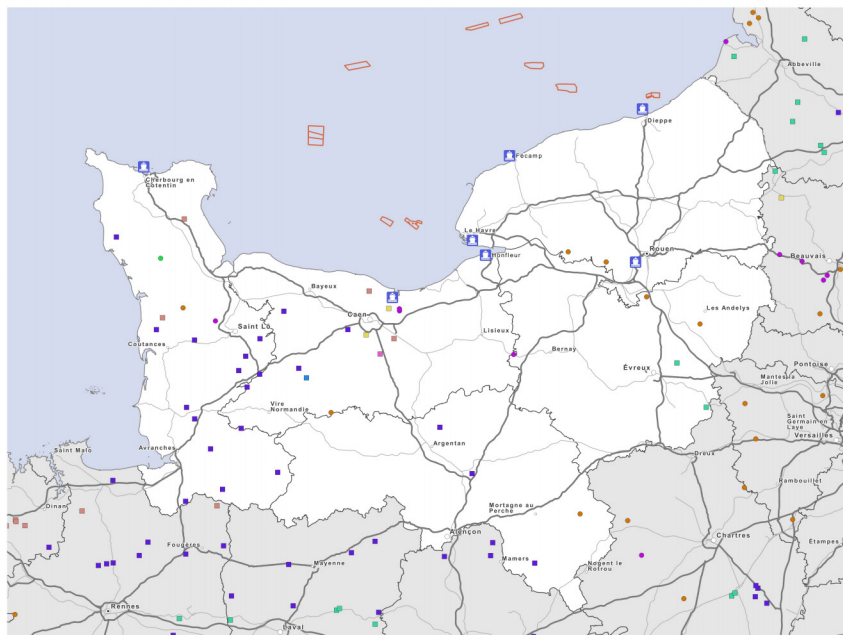 Abbeville
Dieppe
Fécamp
Cherbourg en
Cotentin
Le Havre
Rouen
Honfleur
Beauvais
Bayeux
Les Andelys
Caen
Saint Lô
Lisieux
Coutances
Bernay
Évreux
Pontoise
Mantes la
Jolie
Vire
Normandie
Saint
Germain en
Laye
Versailles
Argentan
Saint Malo
Avranches
Dreux
Rambouillet
Dinan
Mortagne au
Perche
Alençon
Chartres
Fougères
Étampes
Mayenne
Mamers
Nogent le
Rotrou
Rennes
Laval